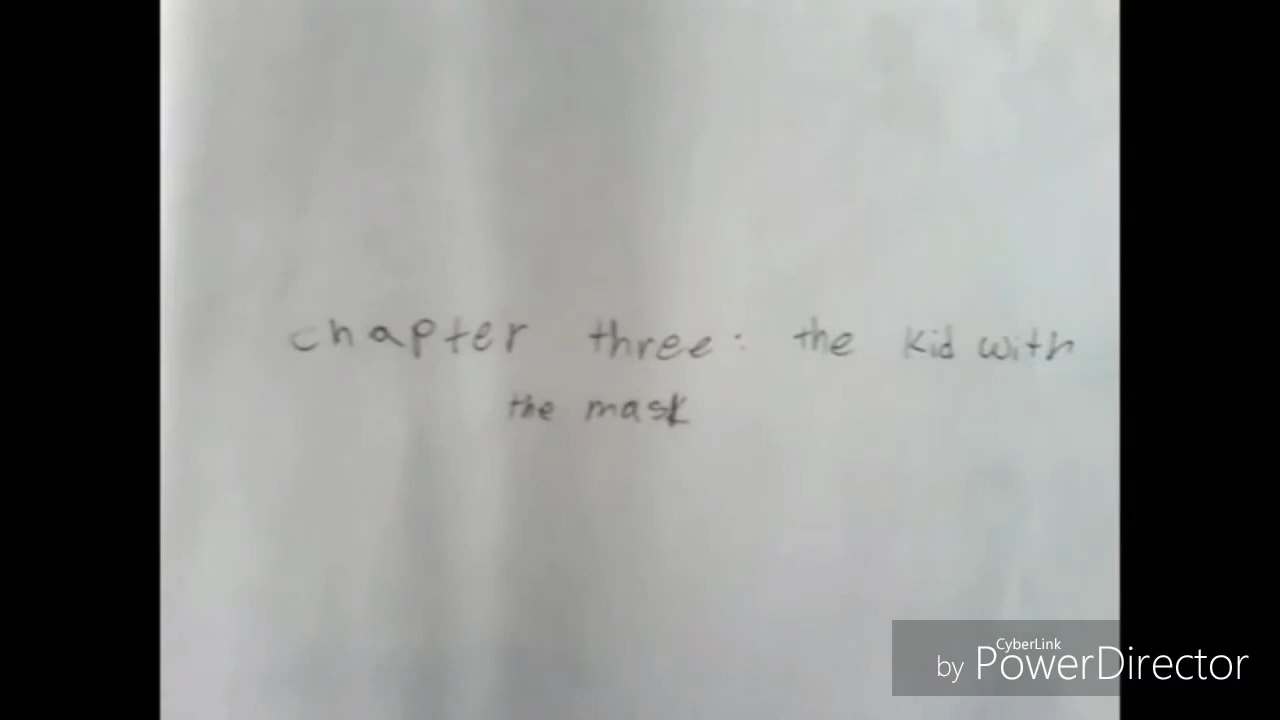 chapter three: the kid with
the mask
CyberLink
by PowerDirector